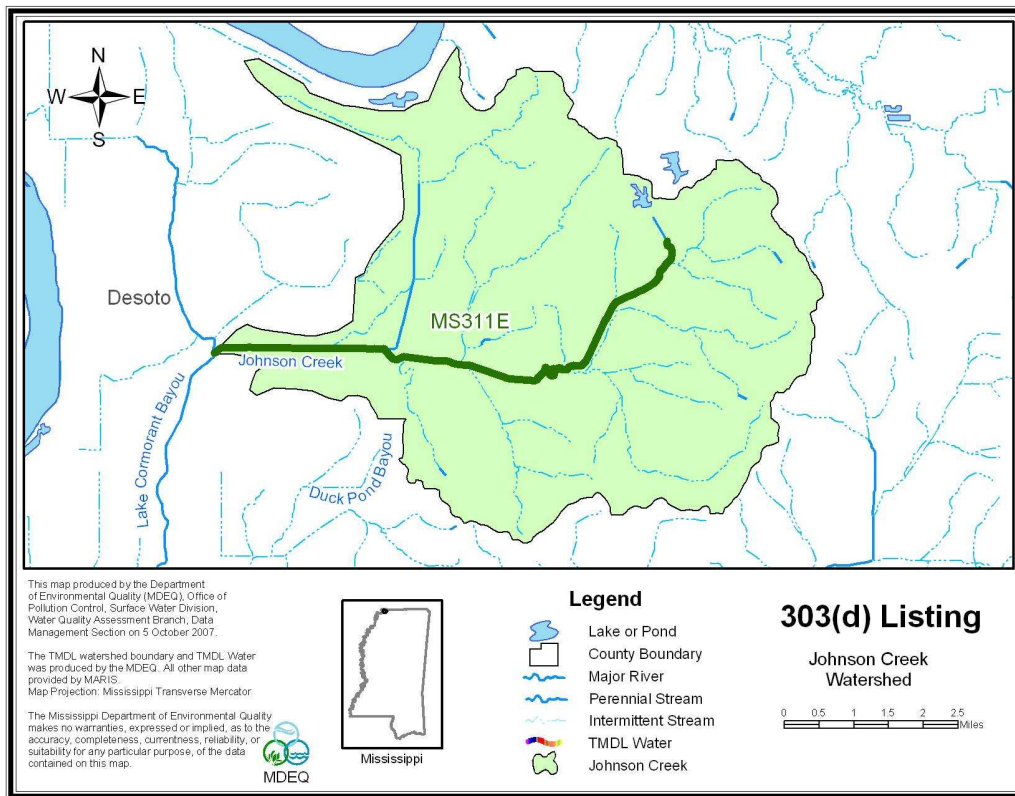 N
W E
S
Desoto
MS311E
Johnson Creek
Lake Cormorant Bayou
Duck Pond Bayou
This map produced by the Department
of Environmental Quality (MDEQ), Office of
Pollution Control, Surface Water Division,
Water Quality Assessment Branch, Data
Management Section on 5 October 2007.
The TMDL watershed boundary and TMDL Water
was produced by the MDEQ. All other map data
provided by MARIS.
Map Projection: Mississippi Transverse Mercator
The Mississippi Department of Environmental Quality
makes no warranties, expressed or implied, as to the
accuracy, completeness, currentness, reliability, or
suitability for any particular purpose, of the data
contained on this map.
MDEQ
Mississippi
Legend
Lake or Pond
County Boundary
Major River
Perennial Stream
Intermittent Stream
TMDL Water
Johnson Creek
303(d) Listing
Johnson Creek
Watershed
0 0.5 1 1.5 2 2.5
Miles